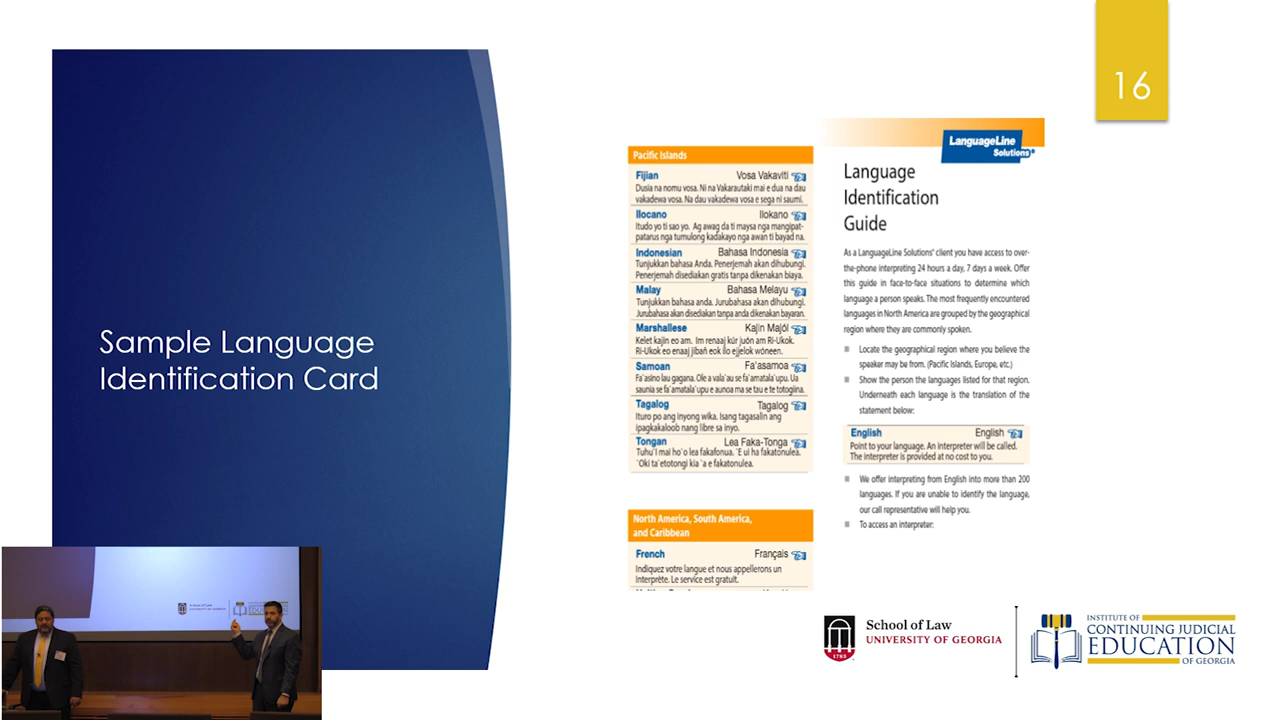 16
Sample Language
Identification Card
Pacific Islands
Fijian Vosa Vakaviti
Dusia na nomu vosa. Ni na Vakarautaki mai e dua na dau
vakadewa vosa. Na dau vakadewa vosa e sega ni saumi.
Ilocano Ilokano
Itudo yo ti sao yo. Ag awag da ti maysa nga mangipat-
patarus nga tumulong kadakayo nga awan ti bayad na.
Indonesian Bahasa Indonesia
Tunjukkan bahasa Anda. Penerjemah akan dihubungi.
Penerjemah disediakan gratis tanpa dikenakan biaya.
Malay Bahasa Melayu
Tunjukkan bahasa anda. Jurubahasa akan dihubungi.
Jurubahasa akan disediakan tanpa anda dikenakan bayaran.
Marshallese Kajin Majól
Kelet kajin eo am. Im renaaj kúr juón am Ri-Ukok.
Ri-Ukok eo enaaj jibañ eok ilo ejjelok wóneen.
Samoan Fa'asamoa
Fa`asino lau gagana. Ole a vala`au se fa`amatala`upu. Ua
saunia se fa`amatala`upu e aunoa ma se tau e te totogiina.
Tagalog Tagalog
Ituro po ang inyong wika. Isang tagasalin ang
ipagkakaloob nang libre sa inyo.
Tongan Lea Faka-Tonga
Tuhu`i mai ho`o lea fakafonua. `E ui ha fakatonulea.
`Oki ta`etotongi kia `a e fakatonulea.
North America, South America,
and Caribbean
French Français
Indiquez votre langue et nous appellerons un
interprète. Le service est gratuit.
LanguageLine
Solutions®
Language
Identification
Guide
As a LanguageLine Solutions® client you have access to over-
the-phone interpreting 24 hours a day, 7 days a week. Offer
this guide in face-to-face situations to determine which
language a person speaks. The most frequently encountered
languages in North America are grouped by the geographical
region where they are commonly spoken.
Locate the geographical region where you believe the
speaker may be from. (Pacific Islands, Europe, etc.)
Show the person the languages listed for that region.
Underneath each language is the translation of the
statement below:
English English
Point to your language. An interpreter will be called.
The interpreter is provided at no cost to you.
We offer interpreting from English into more than 200
languages. If you are unable to identify the language,
our call representative will help you.
To access an interpreter:
School of Law
UNIVERSITY OF GEORGIA
1785
INSTITUTE OF
CONTINUING JUDICIAL
EDUCATION
OF GEORGIA